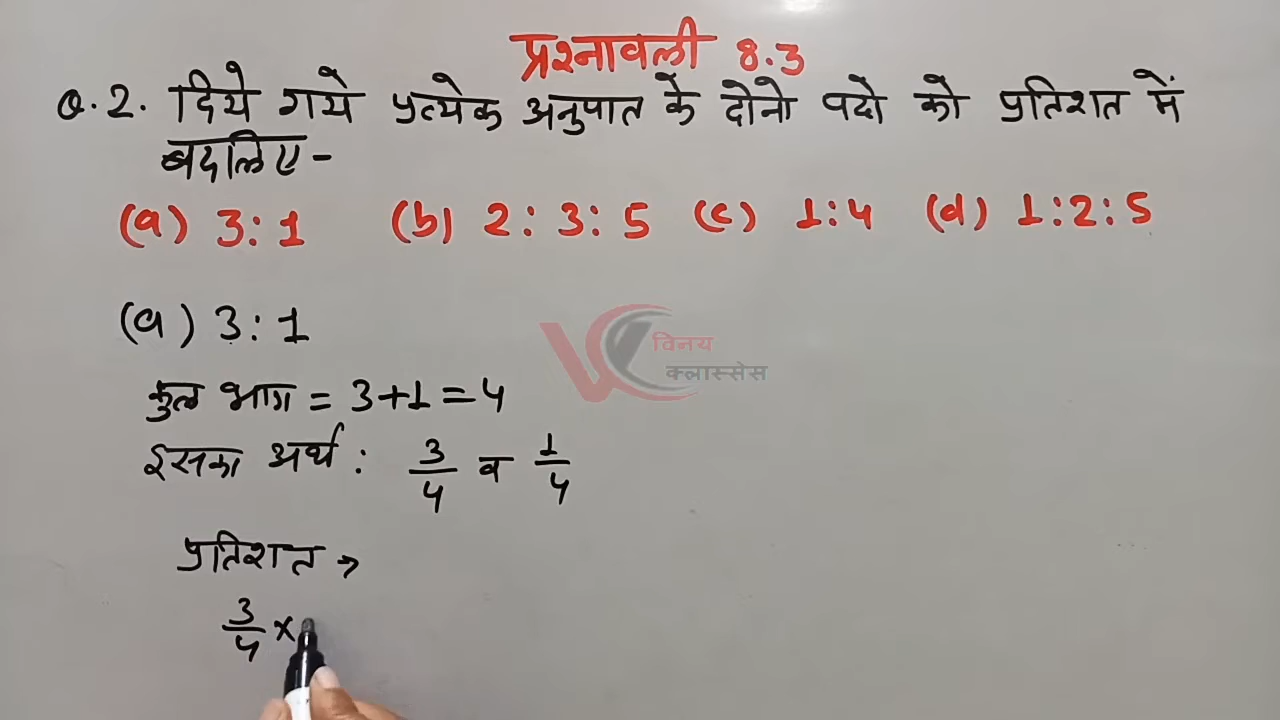 प्रश्नावली 8.3
Q.2. दिये गये प्रत्येक अनुपात के दोनो पदो को प्रतिशत में
बदलिए -
(a) 3:1 (b) 2:3:5 (c) 1:4 (d) 1:2:5
(a) 3:1
विनय
क्लास्सेस
कुल भाग = 3+1=4
इसका अर्थ : 3/4 व 1/4
प्रतिशत →
3/4 ×